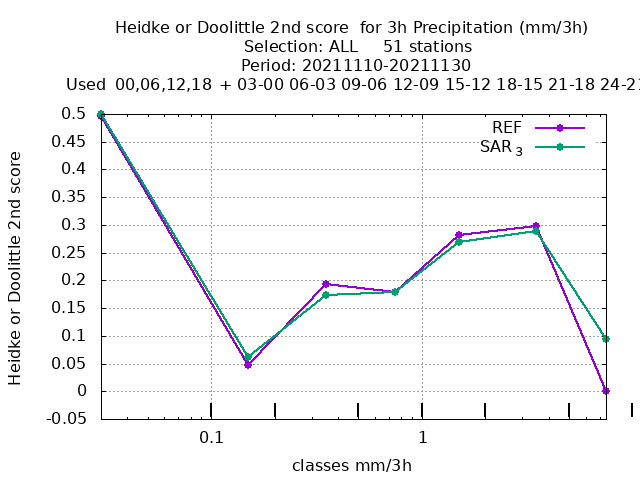 Heidke or Doolittle 2nd score  for 3h Precipitation (mm/3h)
Selection: ALL     51 stations
Period: 20211110-20211130
Used  00,06,12,18  + 03-00 06-03 09-06 12-09  15-12  18-15  21-18  24-21
REF
SAR 3
0.5
0.45
0.4
0.35
0.3
0.25
0.2
0.15
0.1
0.05
0
-0.05
Heidke or Doolittle 2nd score
0.1
1
classes mm/3h